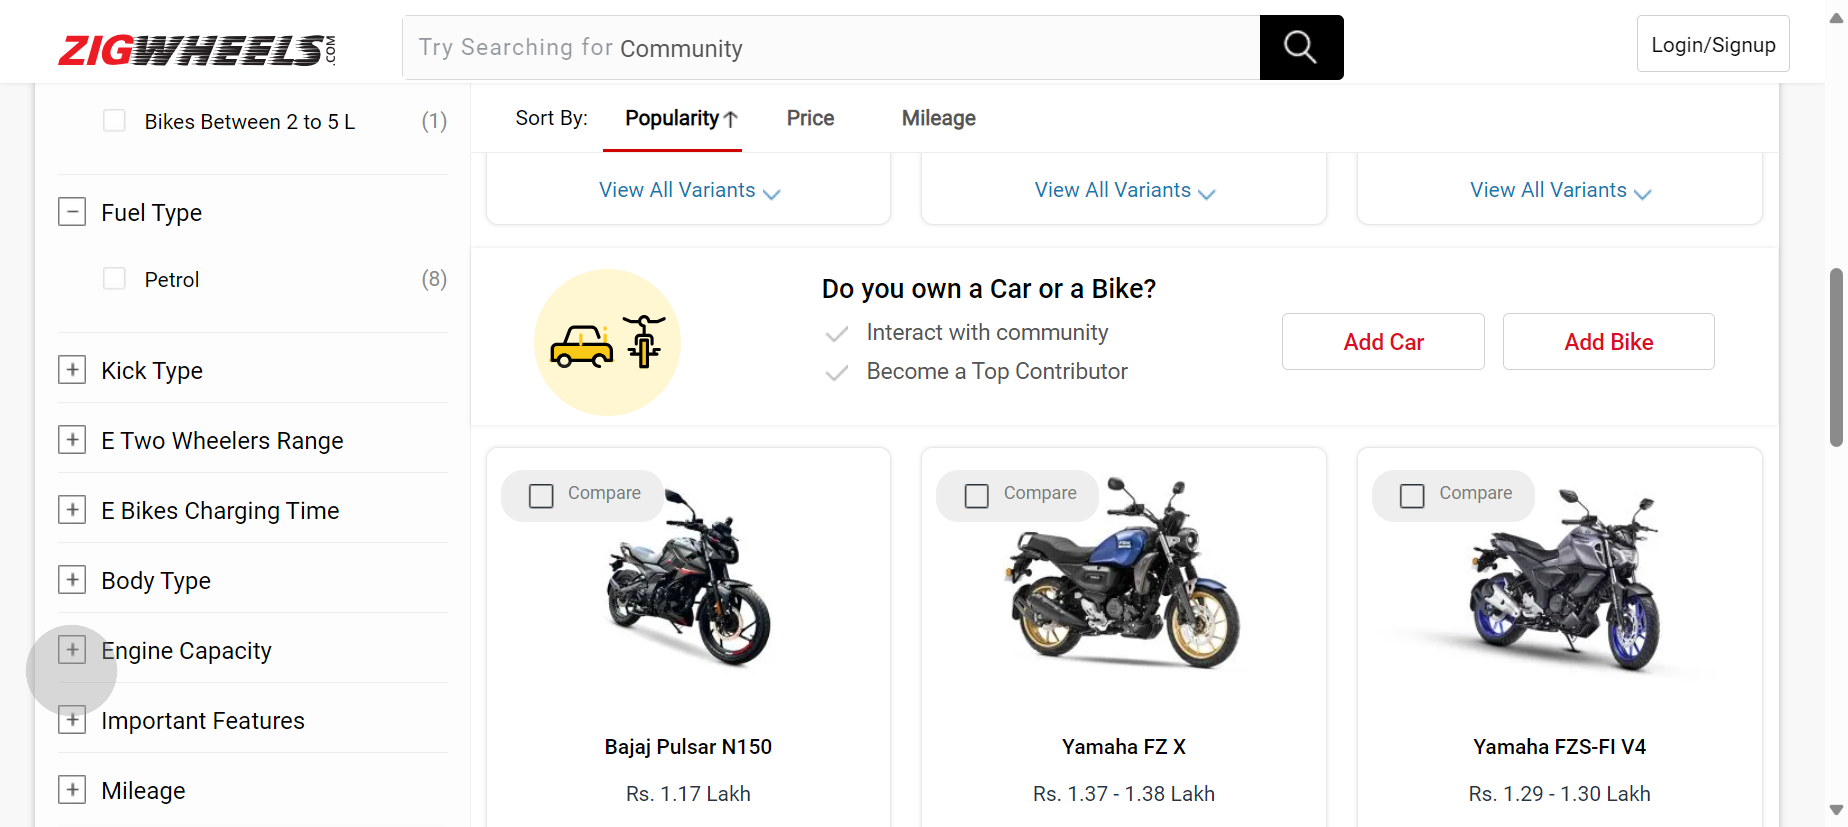 ZIGWHEELS.COM
Try Searching for Community
Login/Signup
Bikes Between 2 to 5 L (1)
Fuel Type
Petrol (8)
Kick Type
E Two Wheelers Range
E Bikes Charging Time
Body Type
Engine Capacity
Important Features
Mileage
Sort By: Popularity Price Mileage
View All Variants
View All Variants
View All Variants
Do you own a Car or a Bike?
Interact with community
Become a Top Contributor
Add Car
Add Bike
Compare
Bajaj Pulsar N150
Rs. 1.17 Lakh
Compare
Yamaha FZ X
Rs. 1.37 - 1.38 Lakh
Compare
Yamaha FZS-FI V4
Rs. 1.29 - 1.30 Lakh